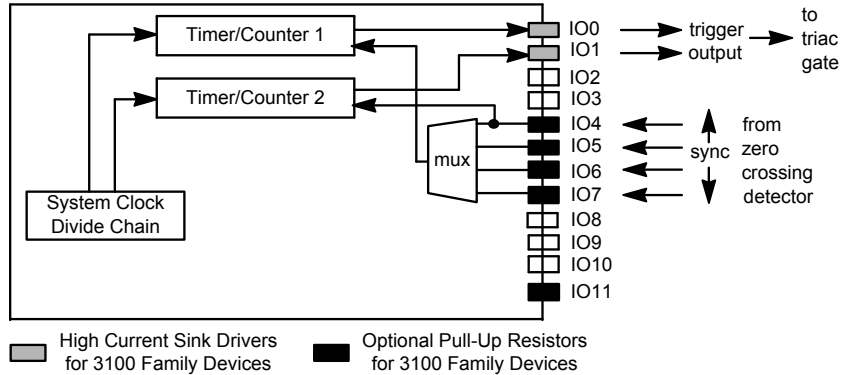 Timer/Counter 1
Timer/Counter 2
System Clock
Divide Chain
mux
IO0
IO1
IO2
IO3
IO4
IO5
IO6
IO7
IO8
IO9
IO10
IO11
trigger
output
to
triac
gate
sync
from
zero
crossing
detector
High Current Sink Drivers
for 3100 Family Devices
Optional Pull-Up Resistors
for 3100 Family Devices